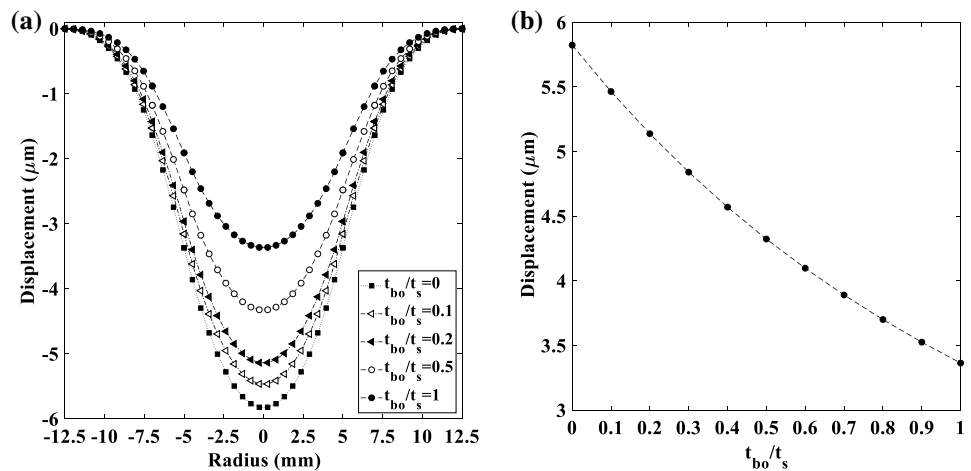 (a)
0
-1
-2
-3
-4
-5
-6
Displacement (μm)
-12.5 -10 -7.5 -5 -2.5 0 2.5 5 7.5 10 12.5
Radius (mm)
t_bo/t_s=0
t_bo/t_s=0.1
t_bo/t_s=0.2
t_bo/t_s=0.5
t_bo/t_s=1
(b)
6
5.5
5
4.5
4
3.5
3
Displacement (μm)
0 0.1 0.2 0.3 0.4 0.5 0.6 0.7 0.8 0.9 1
t_bo/t_s